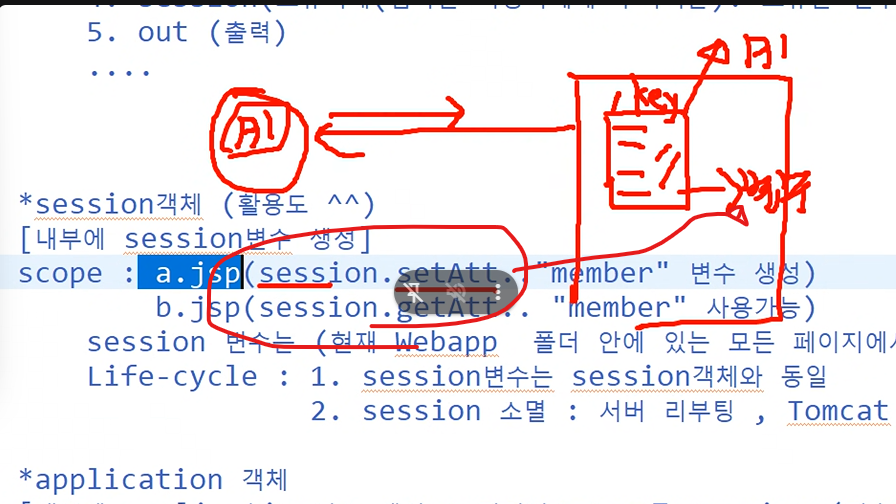 5. out (출력)
....
A1
key
A1
*session객체 (활용도 ^^)
[내부에 session변수 생성]
scope : a.jsp(session.setAtt.."member" 변수 생성)
b.jsp(session.getAtt.. "member" 사용가능)
session 변수는 (현재 Webapp 폴더 안에 있는 모든 페이지에서
Life-cycle : 1. session변수는 session객체와 동일
2. session 소멸 : 서버 리부팅 , Tomcat
*application 객체